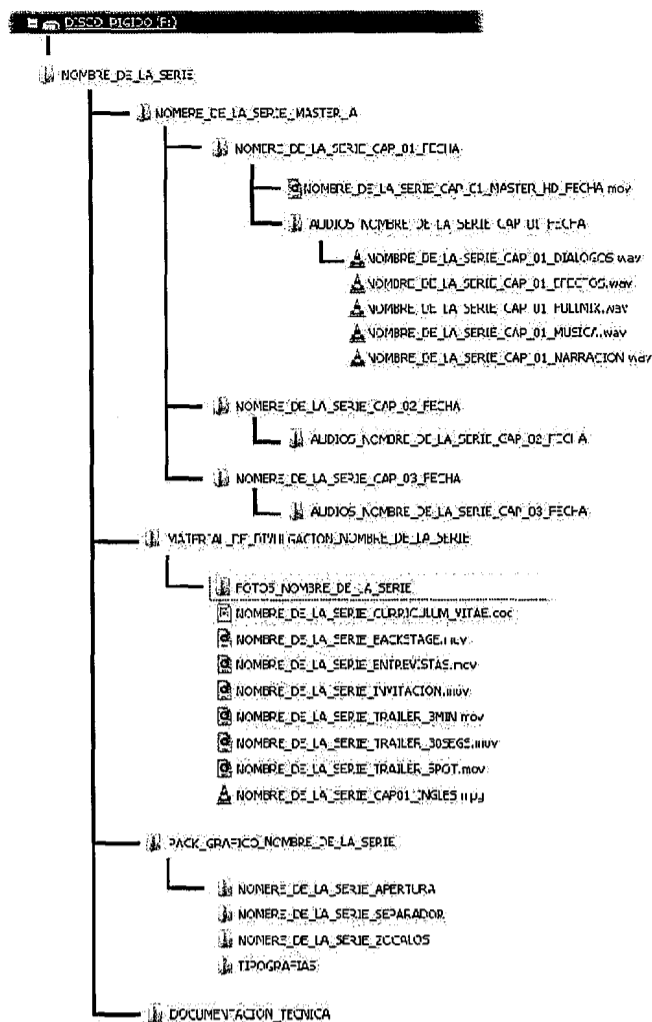 DISCO RIGIDO (F:)
NOMBRE_DE_LA_SERIE
NOMBRE_DE_LA_SERIE_MASTER_A
NOMBRE_DE_LA_SERIE_CAP_01_FECHA
NOMBRE_DE_LA_SERIE_CAP_01_MASTER_HD_FECHA.mov
AUDIOS_NOMBRE_DE_LA_SERIE_CAP_01_FECHA
NOMBRE_DE_LA_SERIE_CAP_01_DIALOGOS.wav
NOMBRE_DE_LA_SERIE_CAP_01_EFECTOS.wav
NOMBRE_DE_LA_SERIE_CAP_01_FULLMIX.wav
NOMBRE_DE_LA_SERIE_CAP_01_MUSICA.wav
NOMBRE_DE_LA_SERIE_CAP_01_NARRACION.wav
NOMBRE_DE_LA_SERIE_CAP_02_FECHA
AUDIOS_NOMBRE_DE_LA_SERIE_CAP_02_FECHA
NOMBRE_DE_LA_SERIE_CAP_03_FECHA
AUDIOS_NOMBRE_DE_LA_SERIE_CAP_03_FECHA
MATERIAL_DE_DIVULGACION_NOMBRE_DE_LA_SERIE
FOTOS_NOMBRE_DE_LA_SERIE
NOMBRE_DE_LA_SERIE_CURRICULUM_VITAE.doc
NOMBRE_DE_LA_SERIE_BACKSTAGE.mov
NOMBRE_DE_LA_SERIE_ENTREVISTAS.mov
NOMBRE_DE_LA_SERIE_INVITACION.mov
NOMBRE_DE_LA_SERIE_TRAILER_3MIN.mov
NOMBRE_DE_LA_SERIE_TRAILER_30SEGS.mov
NOMBRE_DE_LA_SERIE_TRAILER_SPOT.mov
NOMBRE_DE_LA_SERIE_CAP01_INGLES.mpg
PACK_GRAFICO_NOMBRE_DE_LA_SERIE
NOMBRE_DE_LA_SERIE_APERTURA
NOMBRE_DE_LA_SERIE_SEPARADOR
NOMBRE_DE_LA_SERIE_ZOCALOS
TIPOGRAFIAS
DOCUMENTACION_TECNICA